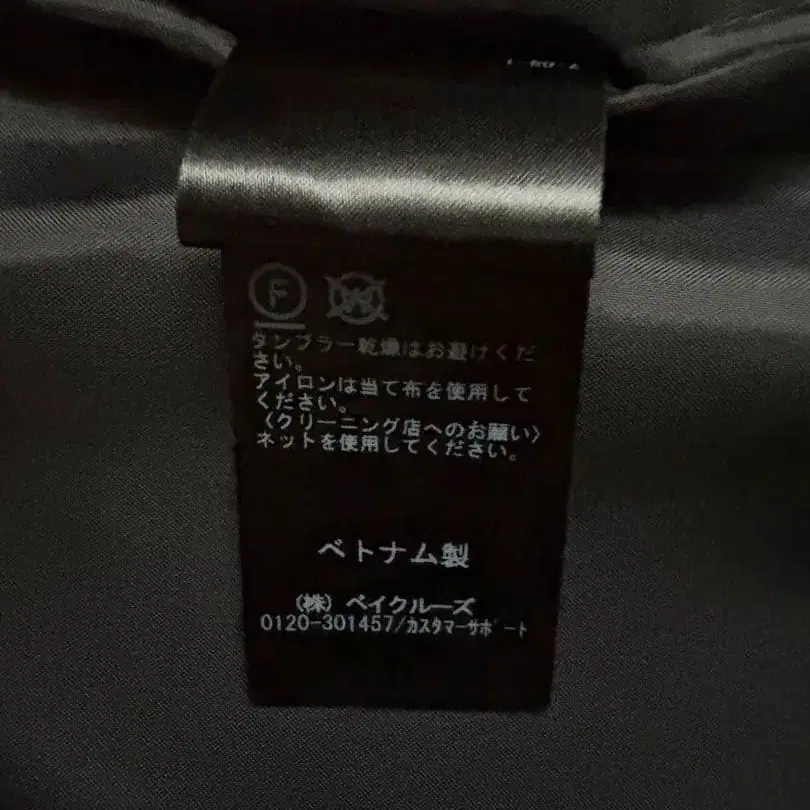 F W
タンブラー乾燥はお避けくだ
さい。
アイロンは当て布を使用して
ください。
〈クリーニング店へのお願い〉
ネットを使用してください。
ベトナム製
(株) ベイクルーズ
0120-301457/カスタマーサポート